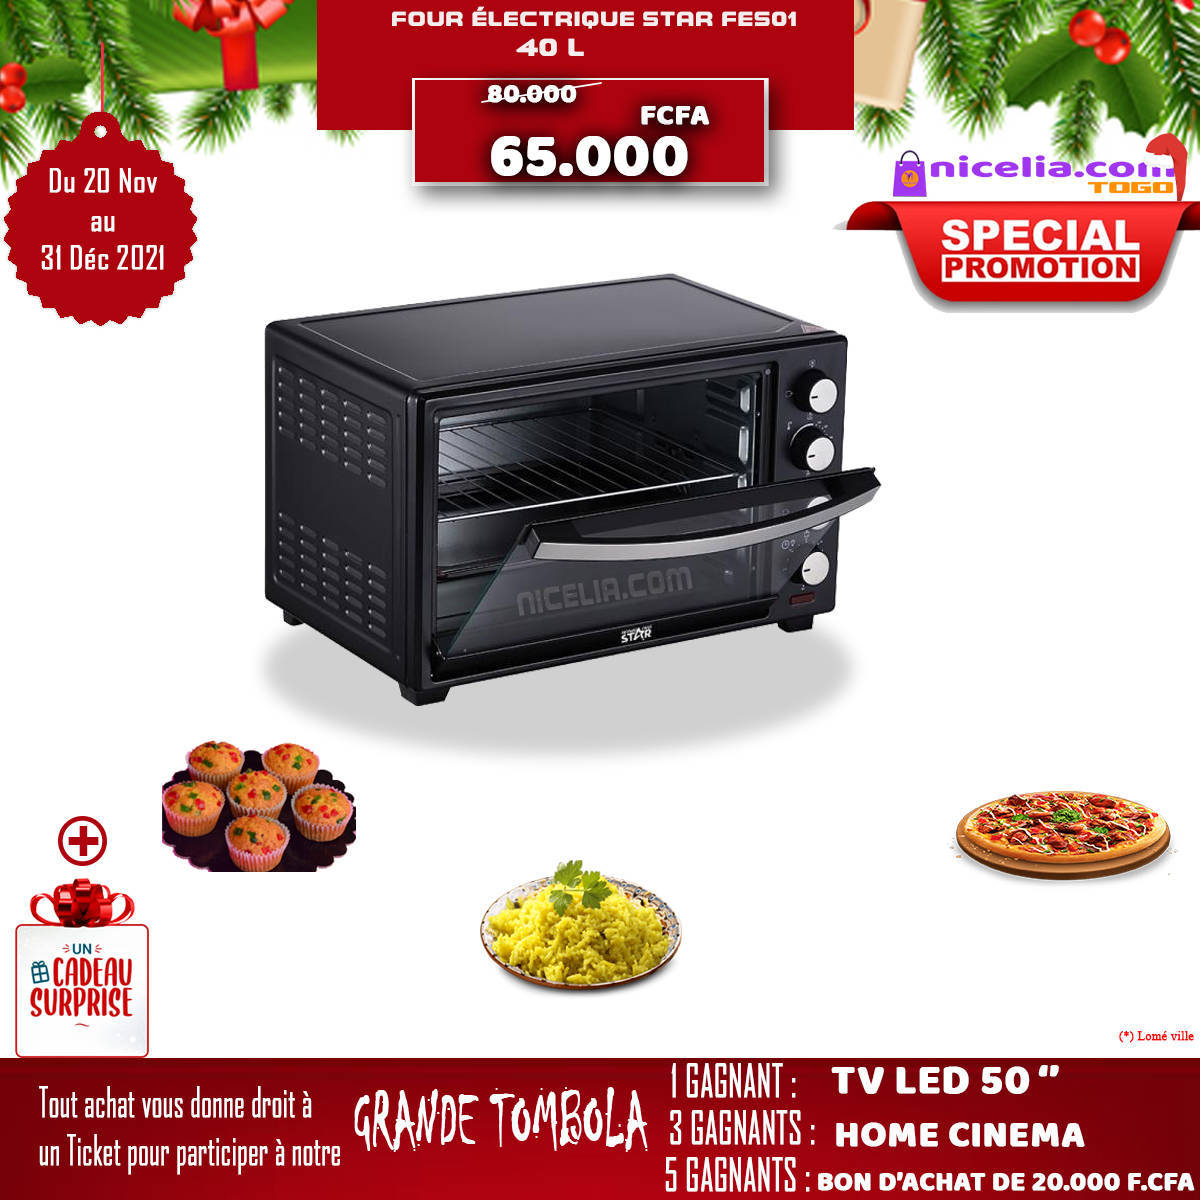 FOUR ÉLECTRIQUE STAR FE501
40 L
80.000
FCFA
65.000
Du 20 Nov
au
31 Déc 2021
nicelia.com
TOGO
SPECIAL
PROMOTION
NICELIA.COM
STAR
UN
CADEAU
SURPRISE
(*) Lomé ville
Tout achat vous donne droit à
un Ticket pour participer à notre
GRANDE TOMBOLA
1 GAGNANT : TV LED 50 "
3 GAGNANTS : HOME CINEMA
5 GAGNANTS : BON D'ACHAT DE 20.000 F.CFA